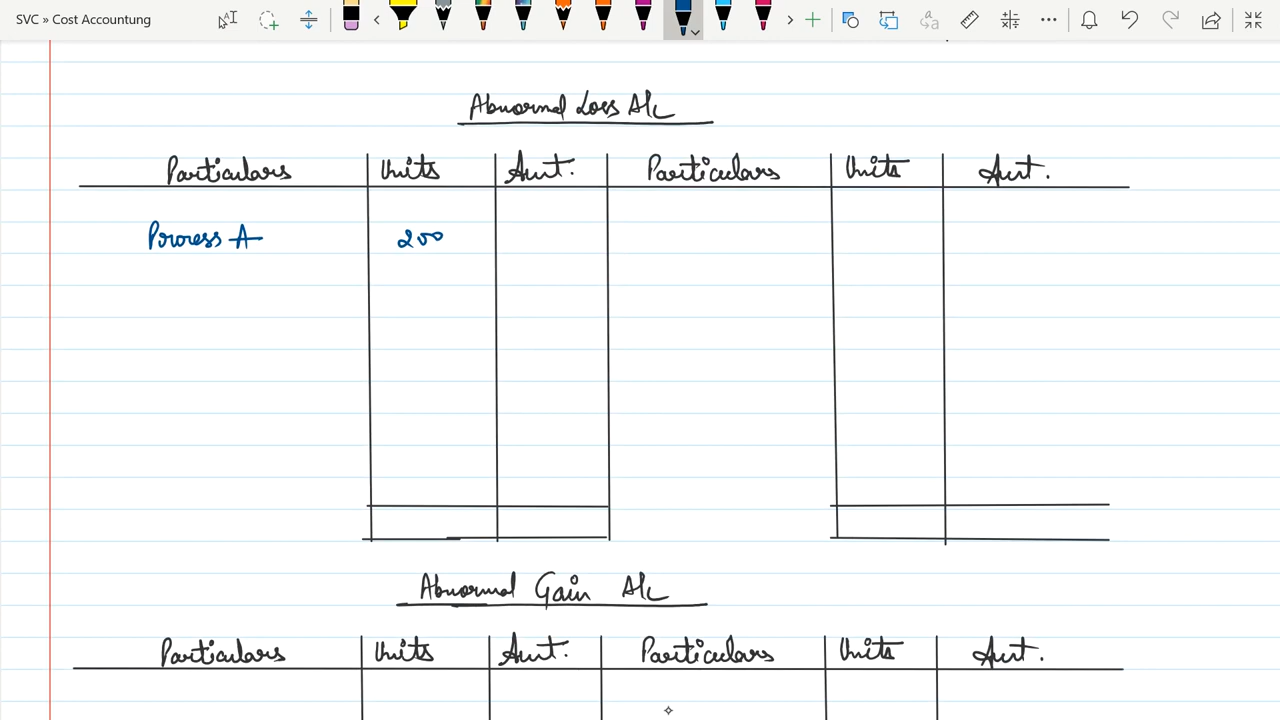 SVC » Cost Accountung
Abnormal Loss A/c
Particulars Units Amt. Particulars Units Amt.
Process A 200
Abnormal Gain A/c
Particulars Units Amt. Particulars Units Amt.